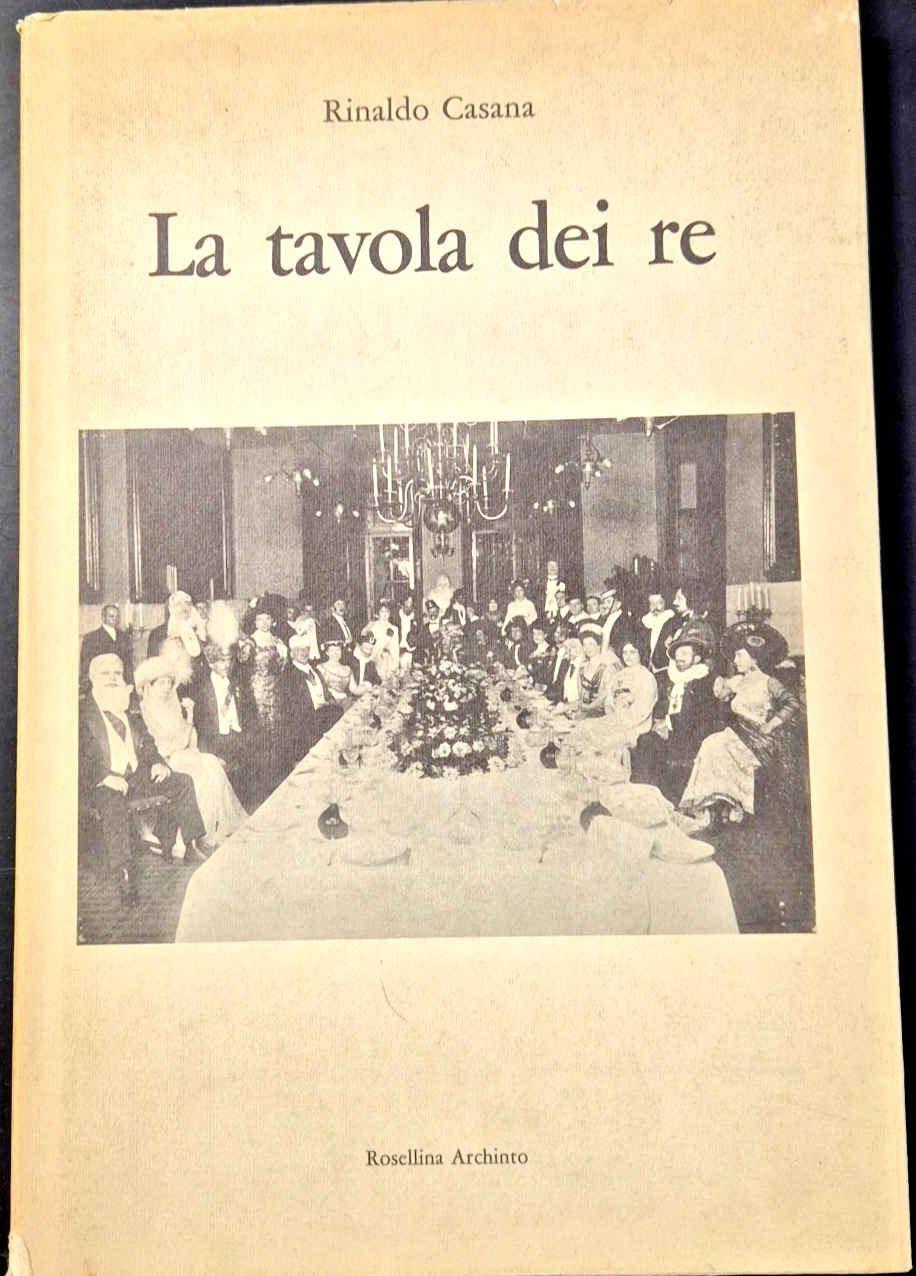 Rinaldo Casana
La tavola dei re
Rosellina Archinto